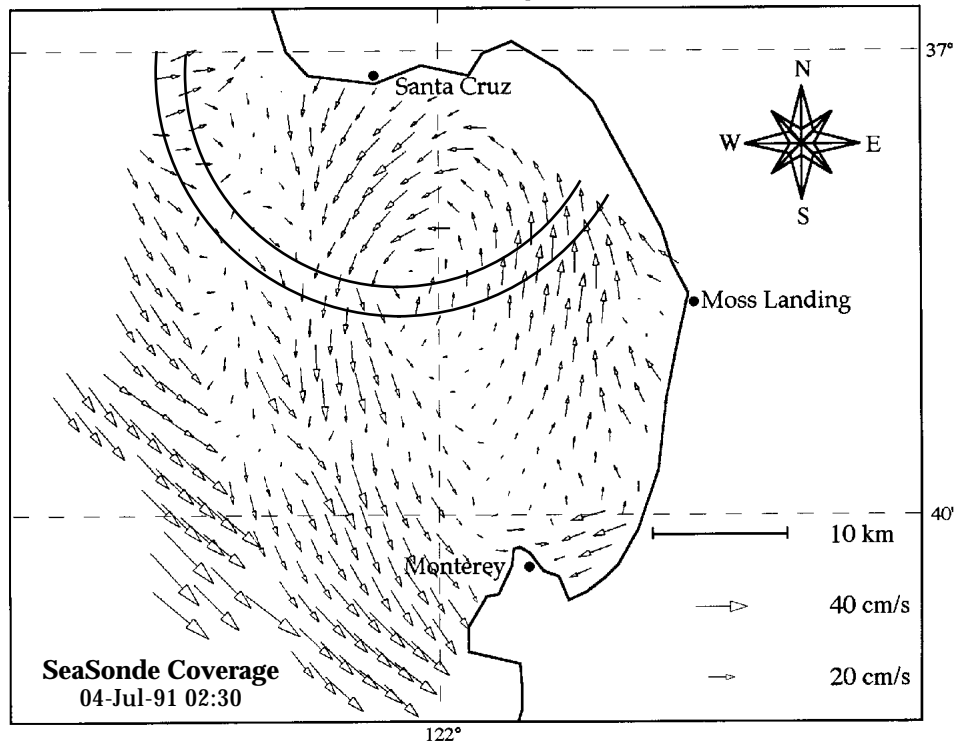 37°
Santa Cruz
N
W E
S
Moss Landing
40'
10 km
Monterey
40 cm/s
SeaSonde Coverage
20 cm/s
04-Jul-91 02:30
122°